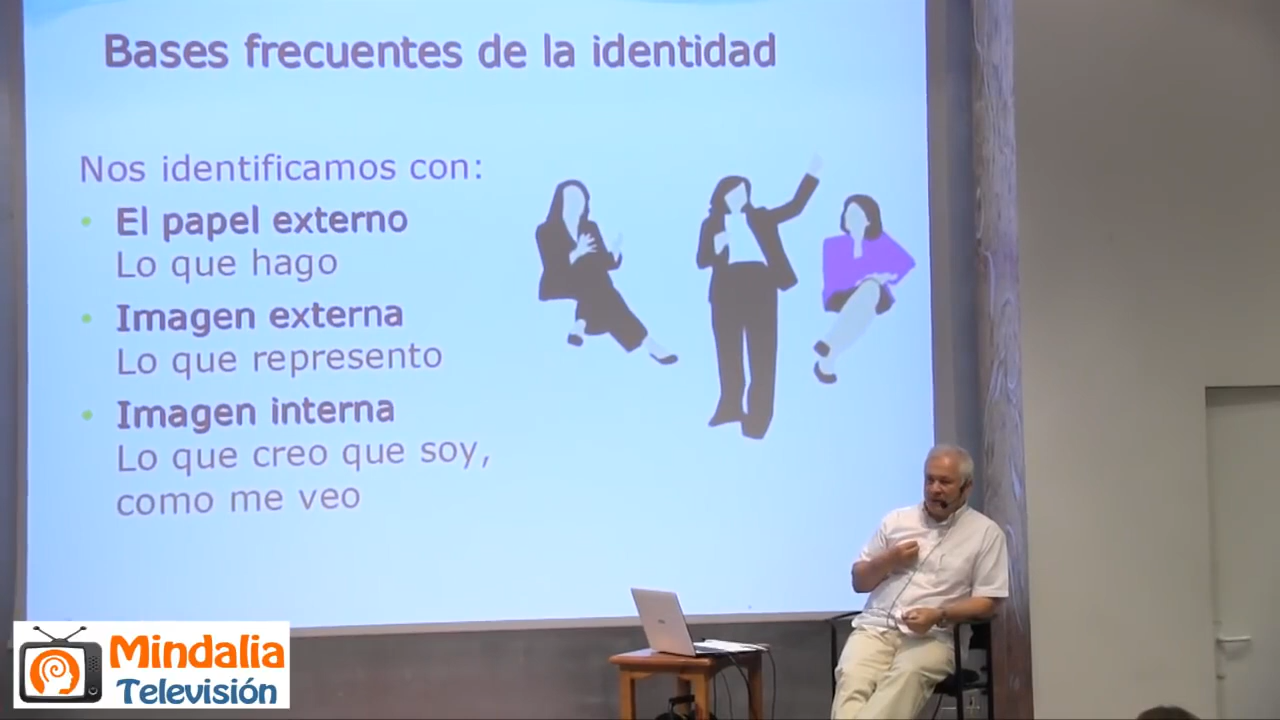 Bases frecuentes de la identidad
Nos identificamos con:
• El papel externo
Lo que hago
• Imagen externa
Lo que represento
• Imagen interna
Lo que creo que soy,
como me veo
Mindalia
Televisión